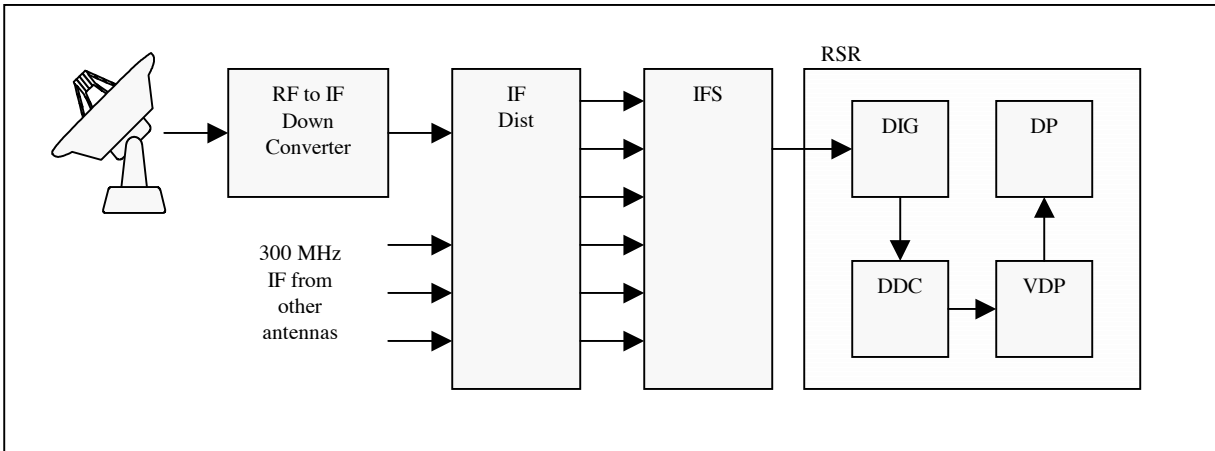 RSR
RF to IF
Down
Converter
IF
Dist
IFS
DIG
DP
300 MHz
IF from
other
antennas
DDC
VDP